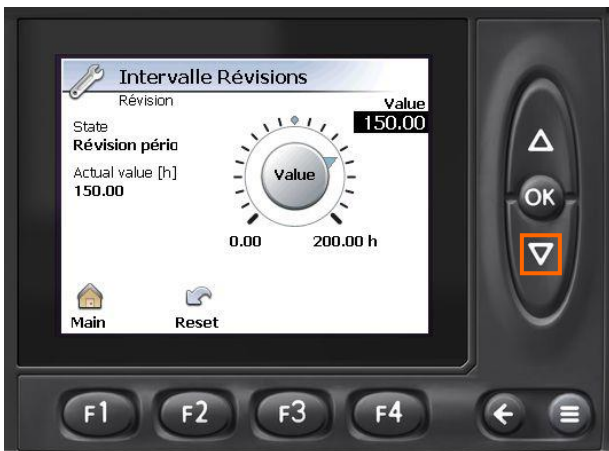 Intervalle Révisions
Révision
Value
150.00
State
Révision pério
Actual value [h]
150.00
Value
0.00 200.00 h
Main Reset
OK
F1 F2 F3 F4